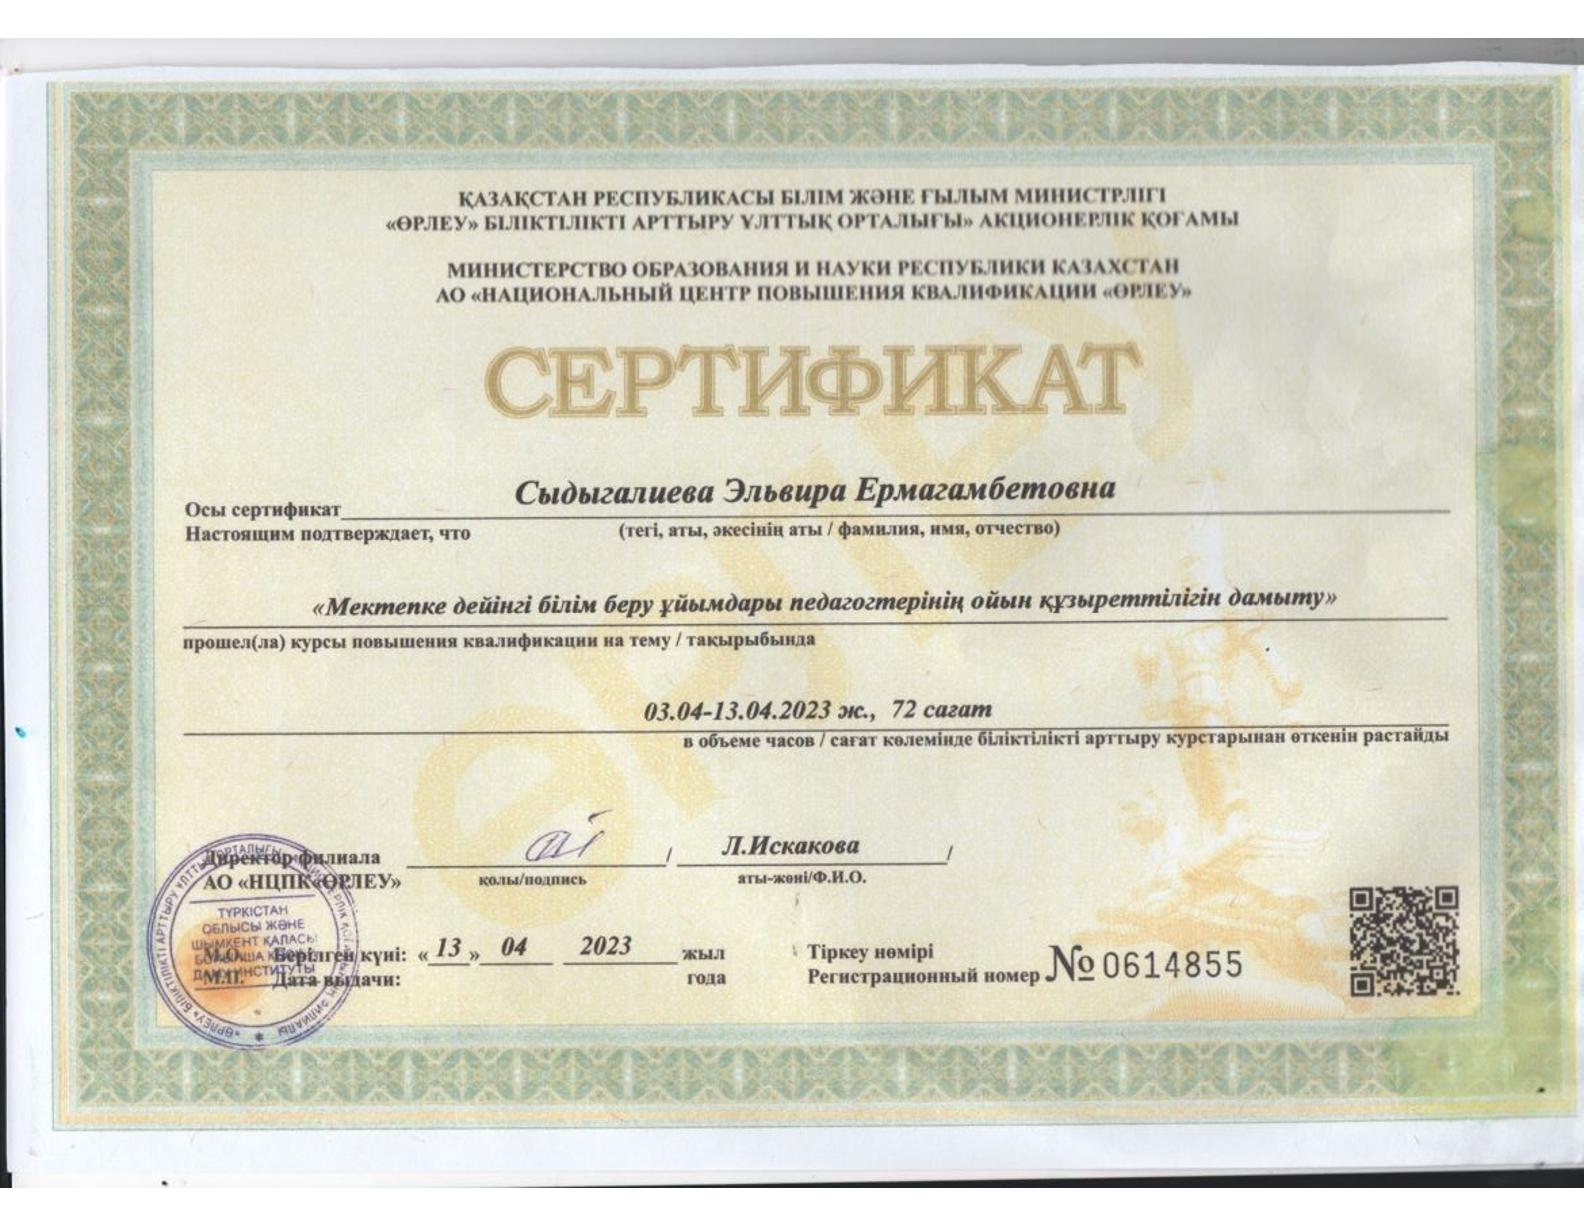 ҚАЗАҚСТАН РЕСПУБЛИКАСЫ БІЛІМ ЖӘНЕ ҒЫЛЫМ МИНИСТРЛІГІ
«ӨРЛЕУ» БІЛІКТІЛІКТІ АРТТЫРУ ҰЛТТЫҚ ОРТАЛЫҒЫ» АКЦИОНЕРЛІК ҚОҒАМЫ
МИНИСТЕРСТВО ОБРАЗОВАНИЯ И НАУКИ РЕСПУБЛИКИ КАЗАХСТАН
АО «НАЦИОНАЛЬНЫЙ ЦЕНТР ПОВЫШЕНИЯ КВАЛИФИКАЦИИ «ӨРЛЕУ»
СЕРТИФИКАТ
Сыдыгалиева Эльвира Ермагамбетовна
Осы сертификат
Настоящим подтверждает, что (тегі, аты, әкесінің аты / фамилия, имя, отчество)
«Мектепке дейінгі білім беру ұйымдары педагогтерінің ойын құзыреттілігін дамыту»
прошел(ла) курсы повышения квалификации на тему / тақырыбында
03.04-13.04.2023 ж., 72 сағат
в объеме часов / сағат көлемінде біліктілікті арттыру курстарынан өткенін растайды
Директор филиала / Л.Искакова /
АО «НЦПК«ӨРЛЕУ» қолы/подпись аты-жөні/Ф.И.О.
ТҮРКІСТАН
ОБЛЫСЫ ЖӘНЕ
ШЫМКЕНТ ҚАЛАСЫ
М.О. Берілген күні: «13» 04 2023 жыл Тіркеу нөмірі
М.П. Дата выдачи: года Регистрационный номер № 0614855